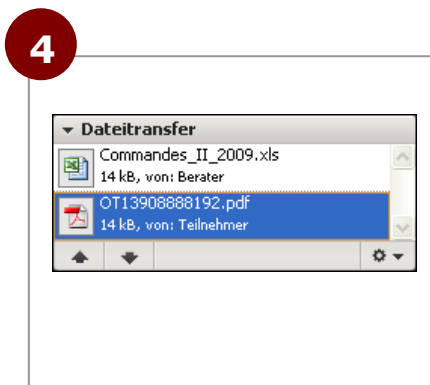 4
Dateitransfer
Commandes_II_2009.xls
14 kB, von: Berater
OT13908888192.pdf
14 kB, von: Teilnehmer